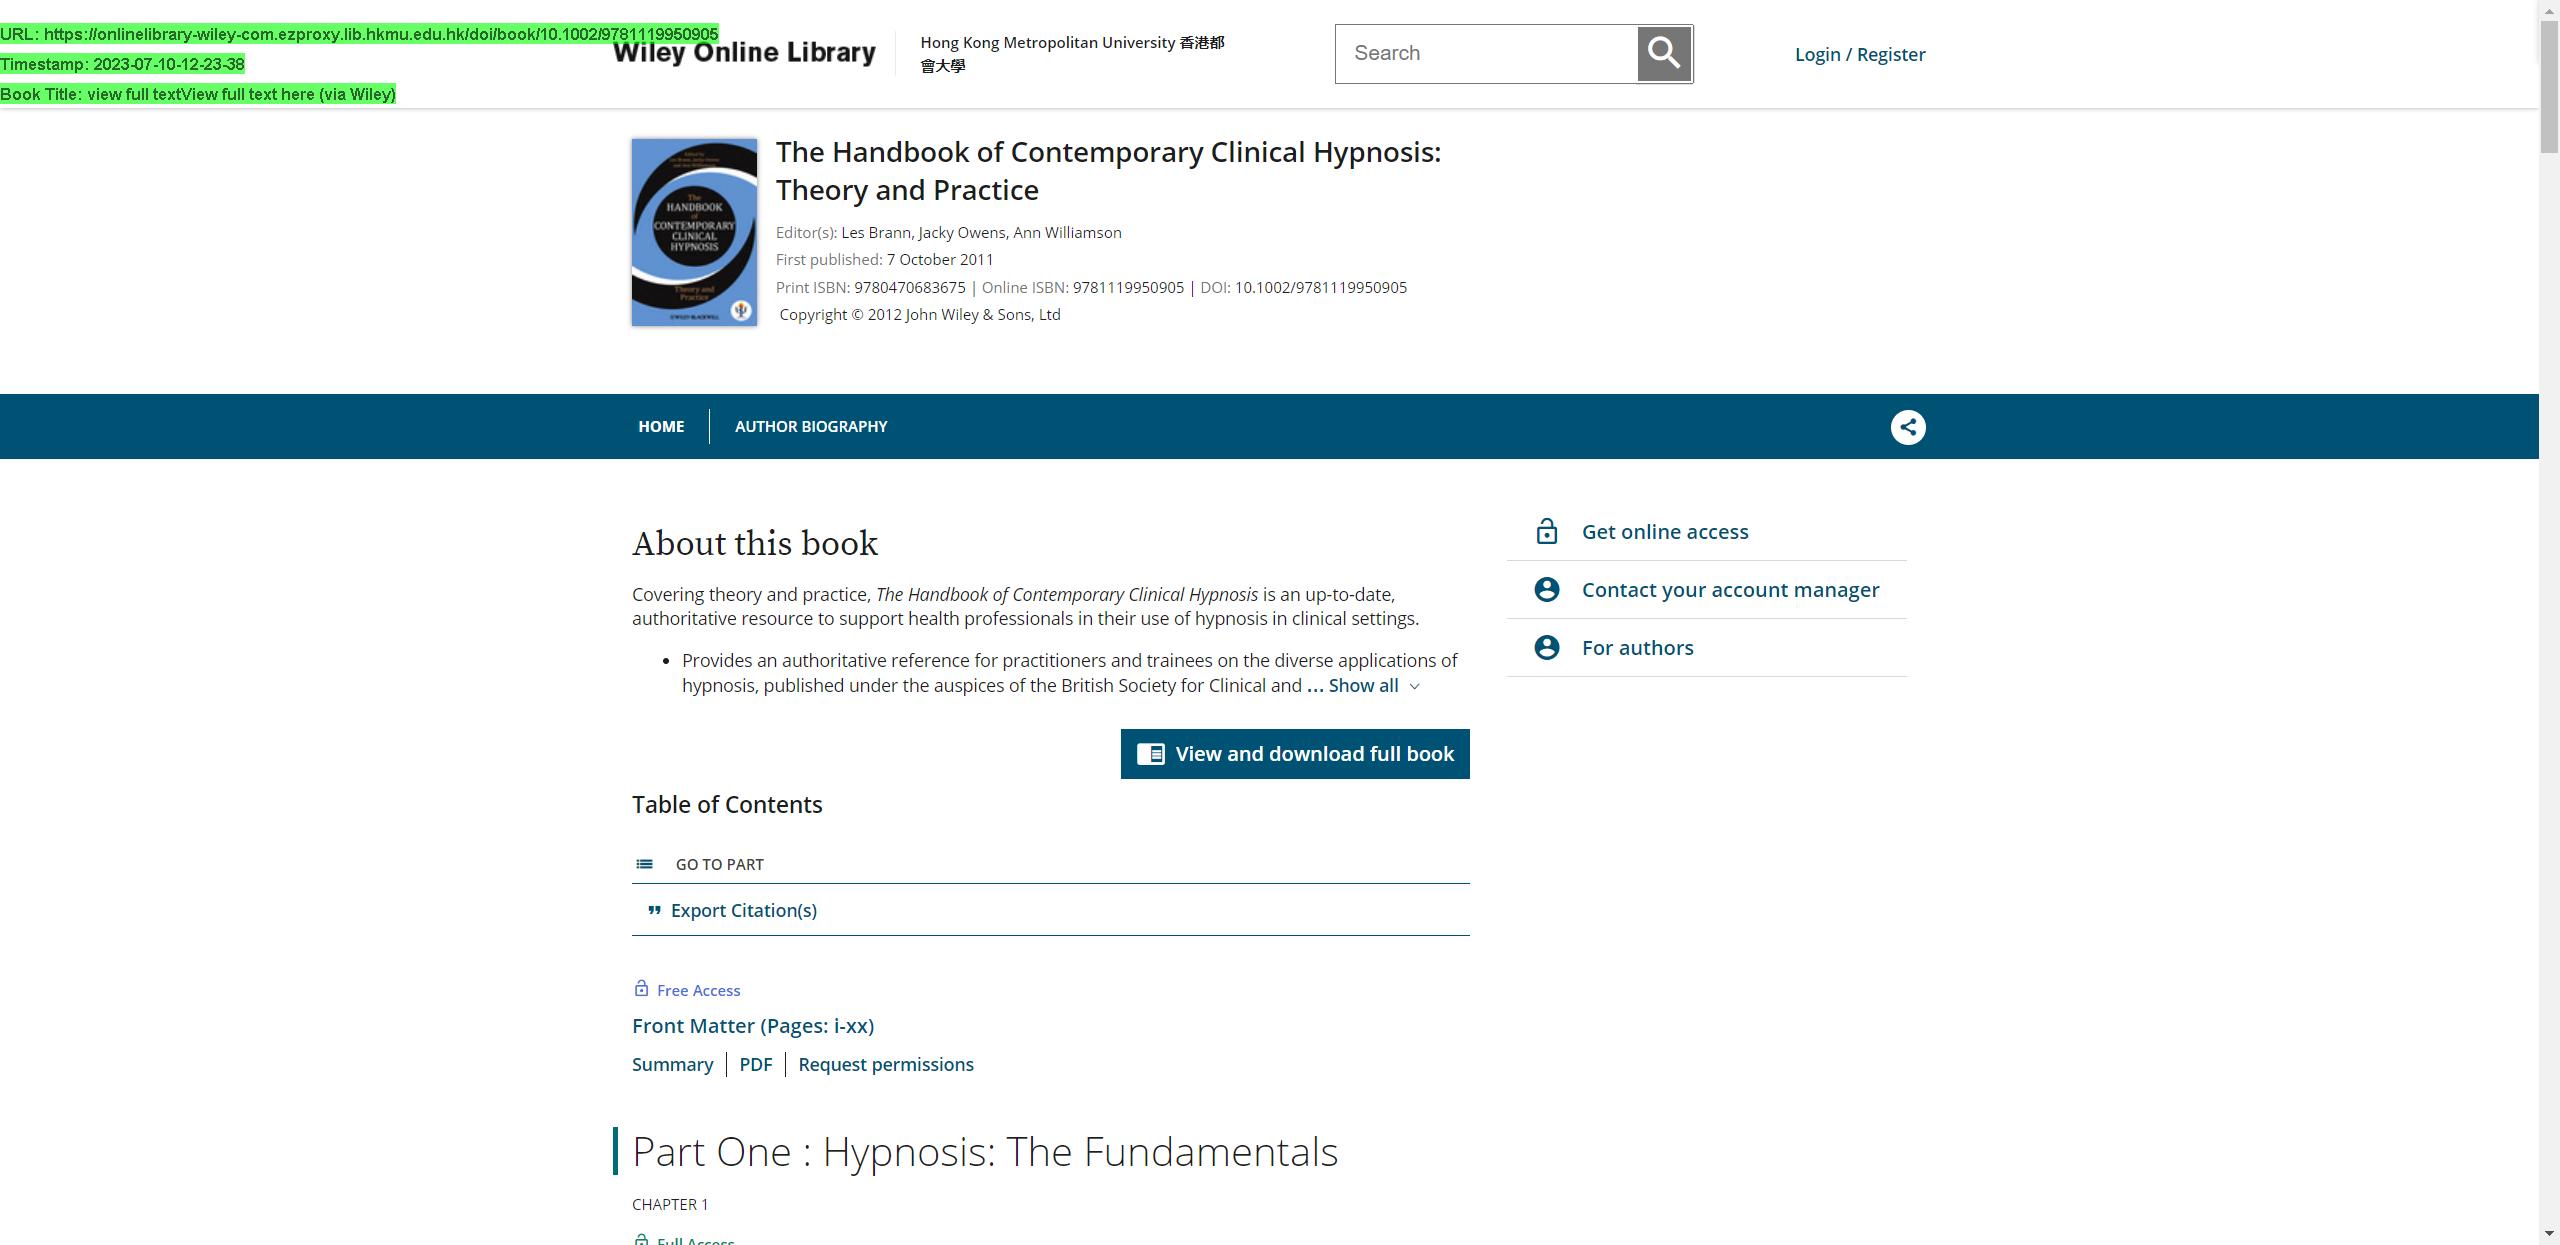 URL: https://onlinelibrary-wiley-com.ezproxy.lib.hkmu.edu.hk/doi/book/10.1002/9781119950905
Timestamp: 2023-07-10-12-23-38
Book Title: view full textView full text here (via Wiley)
Wiley Online Library
Hong Kong Metropolitan University 香港都
會大學
Search
Login / Register
The
HANDBOOK
of
CONTEMPORARY
CLINICAL
HYPNOSIS
Theory and
Practice
The Handbook of Contemporary Clinical Hypnosis:
Theory and Practice
Editor(s): Les Brann, Jacky Owens, Ann Williamson
First published: 7 October 2011
Print ISBN: 9780470683675 | Online ISBN: 9781119950905 | DOI: 10.1002/9781119950905
Copyright © 2012 John Wiley & Sons, Ltd
HOME
AUTHOR BIOGRAPHY
About this book
Covering theory and practice, The Handbook of Contemporary Clinical Hypnosis is an up-to-date,
authoritative resource to support health professionals in their use of hypnosis in clinical settings.
• Provides an authoritative reference for practitioners and trainees on the diverse applications of
hypnosis, published under the auspices of the British Society for Clinical and ... Show all
View and download full book
Get online access
Contact your account manager
For authors
Table of Contents
GO TO PART
Export Citation(s)
Free Access
Front Matter (Pages: i-xx)
Summary | PDF | Request permissions
Part One : Hypnosis: The Fundamentals
CHAPTER 1
Full Access